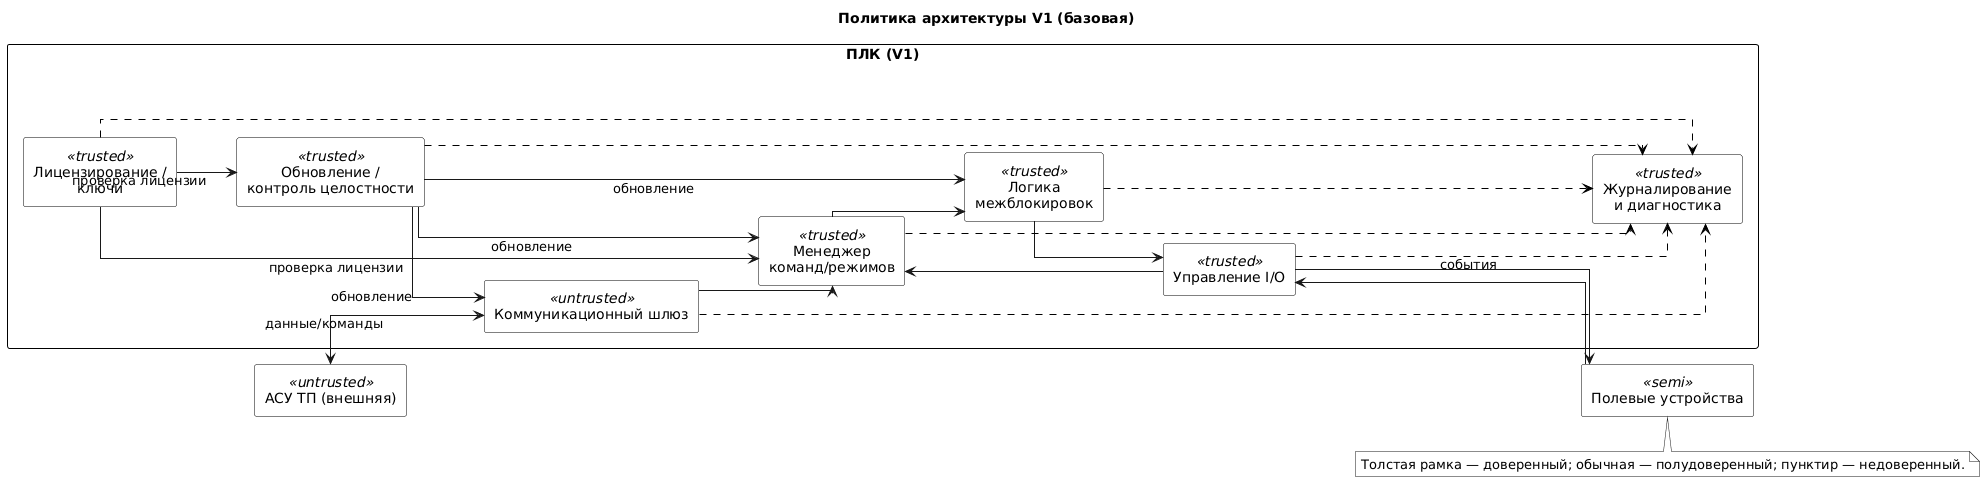 Политика архитектуры V1 (базовая)
ПЛК (V1)
«trusted»
Лицензирование /
ключи
проверка лицензии
«trusted»
Обновление /
контроль целостности
обновление
«trusted»
Логика
межблокировок
«trusted»
Журналирование
и диагностика
обновление
«trusted»
Менеджер
команд/режимов
проверка лицензии
«trusted»
Управление I/O
события
обновление
«untrusted»
Коммуникационный шлюз
данные/команды
«untrusted»
АСУ ТП (внешняя)
«semi»
Полевые устройства
Толстая рамка — доверенный; обычная — полудоверенный; пунктир — недоверенный.